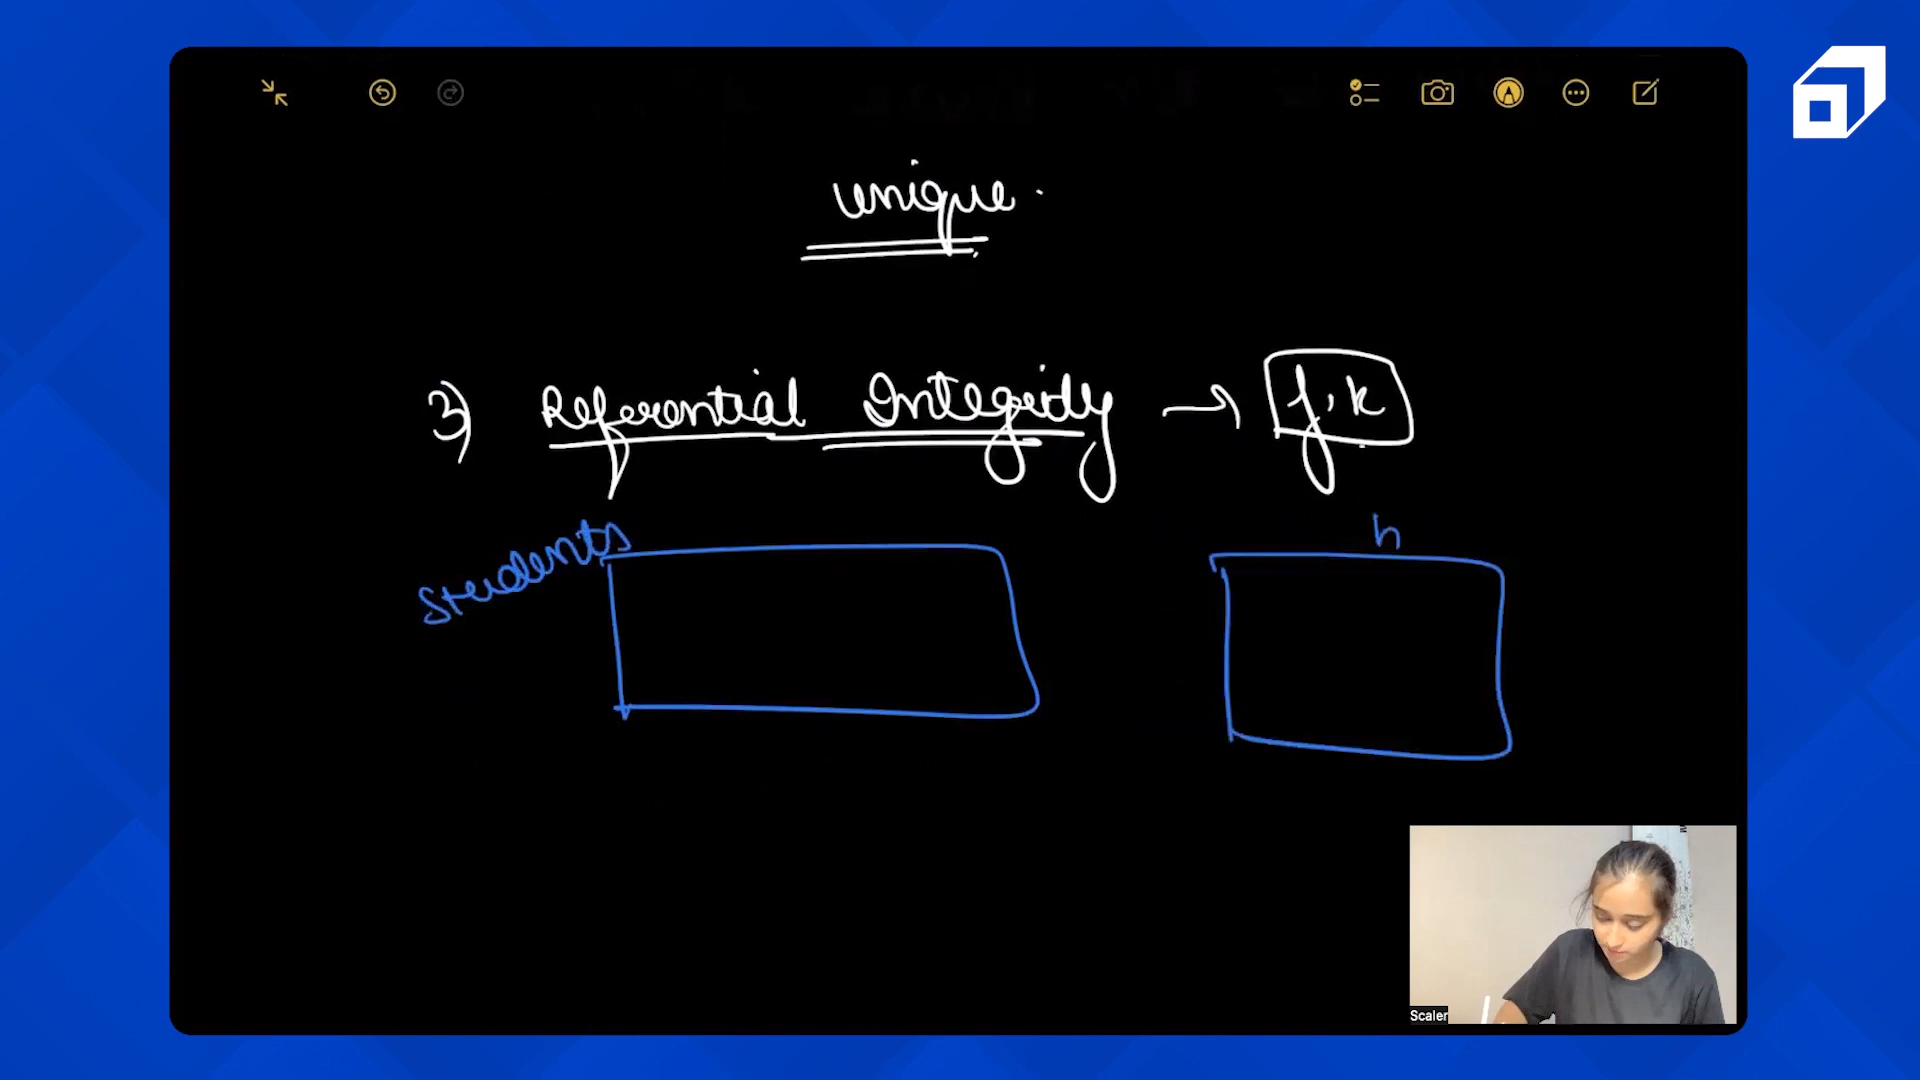 unique.
3) Referential Integrity → f.k
students
h
Scaler